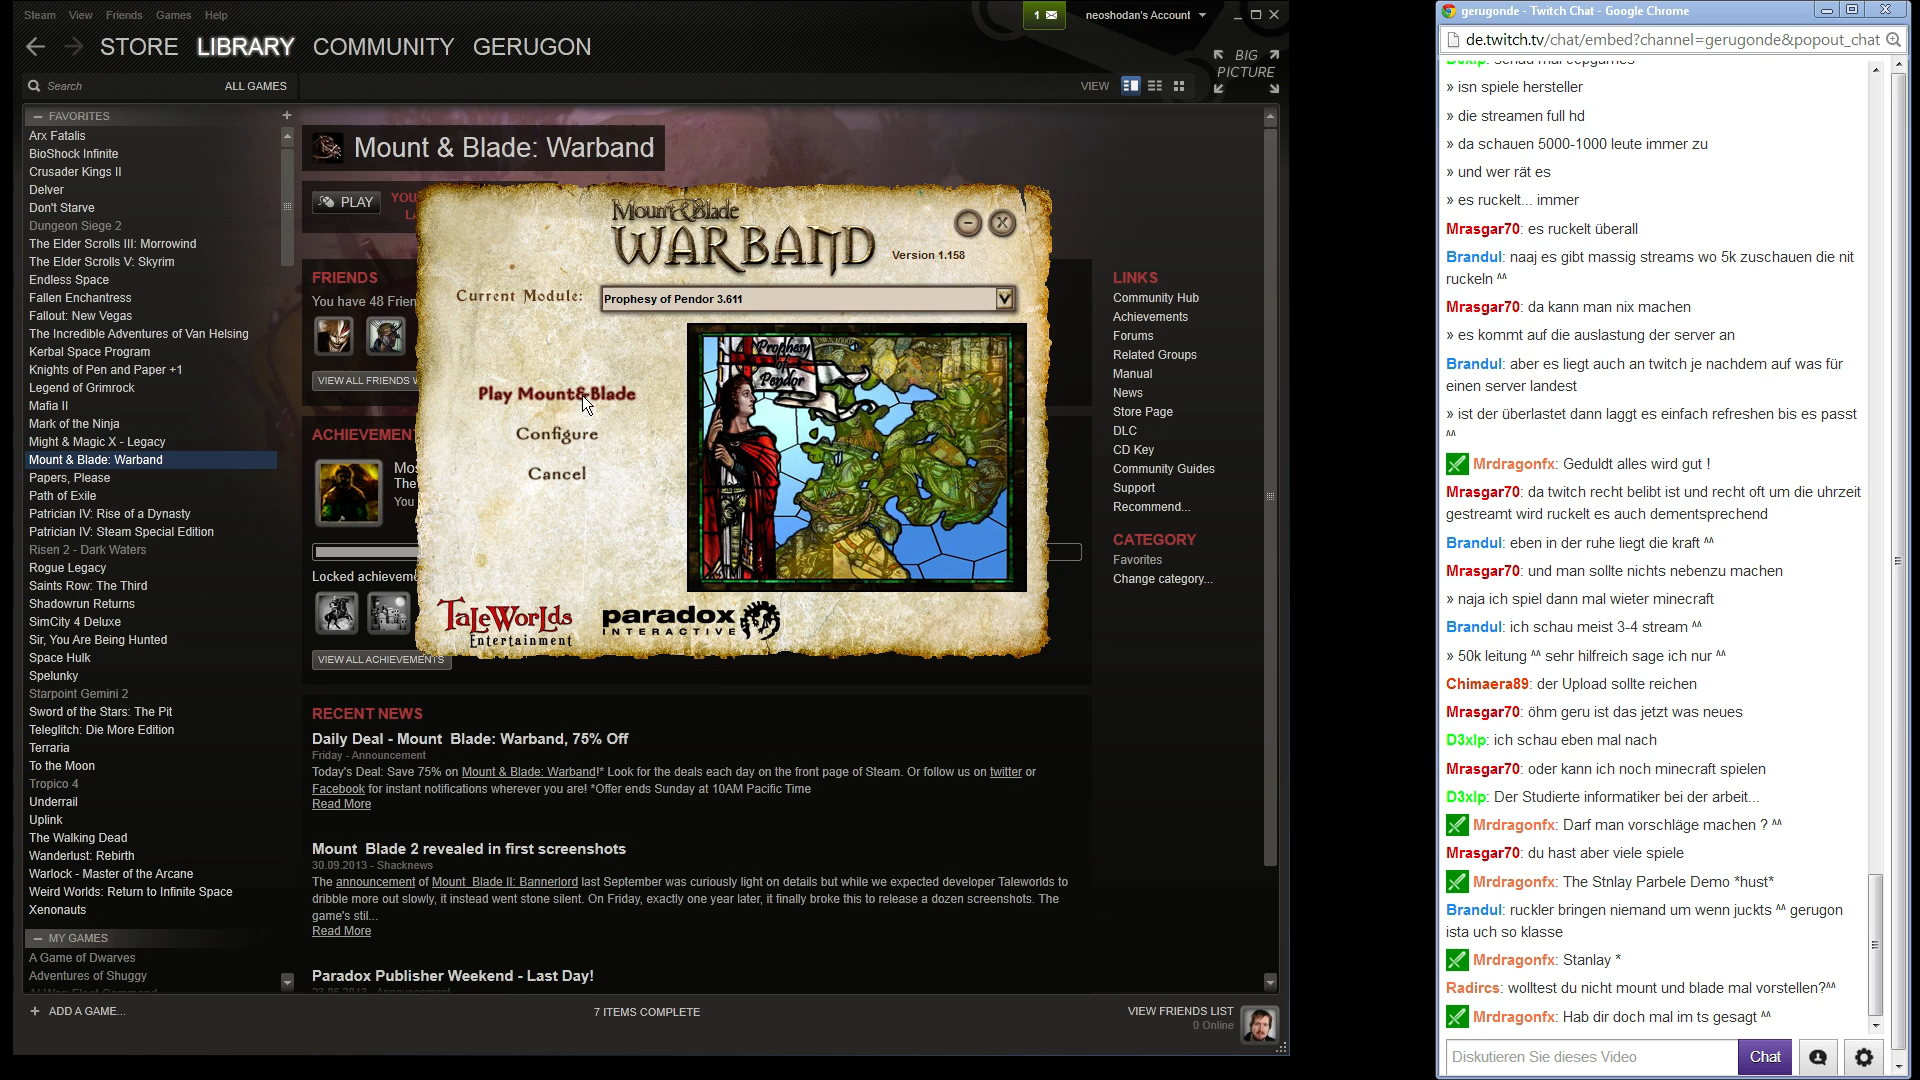 Steam View Friends Games Help
1
neoshodan's Account
STORE LIBRARY COMMUNITY GERUGON
BIG PICTURE
Search
ALL GAMES
VIEW
FAVORITES
Arx Fatalis
BioShock Infinite
Crusader Kings II
Delver
Don't Starve
Dungeon Siege 2
The Elder Scrolls III: Morrowind
The Elder Scrolls V: Skyrim
Endless Space
Fallen Enchantress
Fallout: New Vegas
The Incredible Adventures of Van Helsing
Kerbal Space Program
Knights of Pen and Paper +1
Legend of Grimrock
Mafia II
Mark of the Ninja
Might & Magic X - Legacy
Mount & Blade: Warband
Papers, Please
Path of Exile
Patrician IV: Rise of a Dynasty
Patrician IV: Steam Special Edition
Risen 2 - Dark Waters
Rogue Legacy
Saints Row: The Third
Shadowrun Returns
SimCity 4 Deluxe
Sir, You Are Being Hunted
Space Hulk
Spelunky
Starpoint Gemini 2
Sword of the Stars: The Pit
Teleglitch: Die More Edition
Terraria
To the Moon
Tropico 4
Underrail
Uplink
The Walking Dead
Wanderlust: Rebirth
Warlock - Master of the Arcane
Weird Worlds: Return to Infinite Space
Xenonauts
MY GAMES
A Game of Dwarves
Adventures of Shuggy
ADD A GAME...
Mount & Blade: Warband
PLAY
FRIENDS
You have 48 Frien
VIEW ALL FRIENDS
ACHIEVEMENT
Mos
The
You
Locked achieveme
VIEW ALL ACHIEVEMENTS
Mount&Blade
WARBAND
Version 1.158
Current Module:
Prophesy of Pendor 3.611
Play Mount&Blade
Configure
Cancel
Prophesy of Pendor
TaleWorlds
Entertainment
paradox
INTERACTIVE
LINKS
Community Hub
Achievements
Forums
Related Groups
Manual
News
Store Page
DLC
CD Key
Community Guides
Support
Recommend...
CATEGORY
Favorites
Change category...
RECENT NEWS
Daily Deal - Mount Blade: Warband, 75% Off
Friday - Announcement
Today's Deal: Save 75% on Mount & Blade: Warband!* Look for the deals each day on the front page of Steam. Or follow us on twitter or
Facebook for instant notifications wherever you are! *Offer ends Sunday at 10AM Pacific Time
Read More
Mount Blade 2 revealed in first screenshots
30.09.2013 - Shacknews
The announcement of Mount Blade II: Bannerlord last September was curiously light on details but while we expected developer Taleworlds to
dribble more out slowly, it instead went stone silent. On Friday, exactly one year later, it finally broke this to release a dozen screenshots. The
game's stil...
Read More
Paradox Publisher Weekend - Last Day!
7 ITEMS COMPLETE
VIEW FRIENDS LIST
0 Online
gerugonde - Twitch Chat - Google Chrome
de.twitch.tv/chat/embed?channel=gerugonde&popout_chat
» isn spiele hersteller
» die streamen full hd
» da schauen 5000-1000 leute immer zu
» und wer rät es
» es ruckelt... immer
Mrasgar70: es ruckelt überall
Brandul: naaj es gibt massig streams wo 5k zuschauen die nit
ruckeln ^^
Mrasgar70: da kann man nix machen
» es kommt auf die auslastung der server an
Brandul: aber es liegt auch an twitch je nachdem auf was für
einen server landest
» ist der überlastet dann laggt es einfach refreshen bis es passt
^^
Mrdragonfx: Geduldt alles wird gut !
Mrasgar70: da twitch recht belibt ist und recht oft um die uhrzeit
gestreamt wird ruckelt es auch dementsprechend
Brandul: eben in der ruhe liegt die kraft ^^
Mrasgar70: und man sollte nichts nebenzu machen
» naja ich spiel dann mal wieter minecraft
Brandul: ich schau meist 3-4 stream ^^
» 50k leitung ^^ sehr hilfreich sage ich nur ^^
Chimaera89: der Upload sollte reichen
Mrasgar70: öhm geru ist das jetzt was neues
D3xlp: ich schau eben mal nach
Mrasgar70: oder kann ich noch minecraft spielen
D3xlp: Der Studierte informatiker bei der arbeit...
Mrdragonfx: Darf man vorschläge machen ? ^^
Mrasgar70: du hast aber viele spiele
Mrdragonfx: The Stnlay Parbele Demo *hust*
Brandul: ruckler bringen niemand um wenn juckts ^^ gerugon
ista uch so klasse
Mrdragonfx: Stanlay *
Radircs: wolltest du nicht mount und blade mal vorstellen?^^
Mrdragonfx: Hab dir doch mal im ts gesagt ^^
Diskutieren Sie dieses Video
Chat